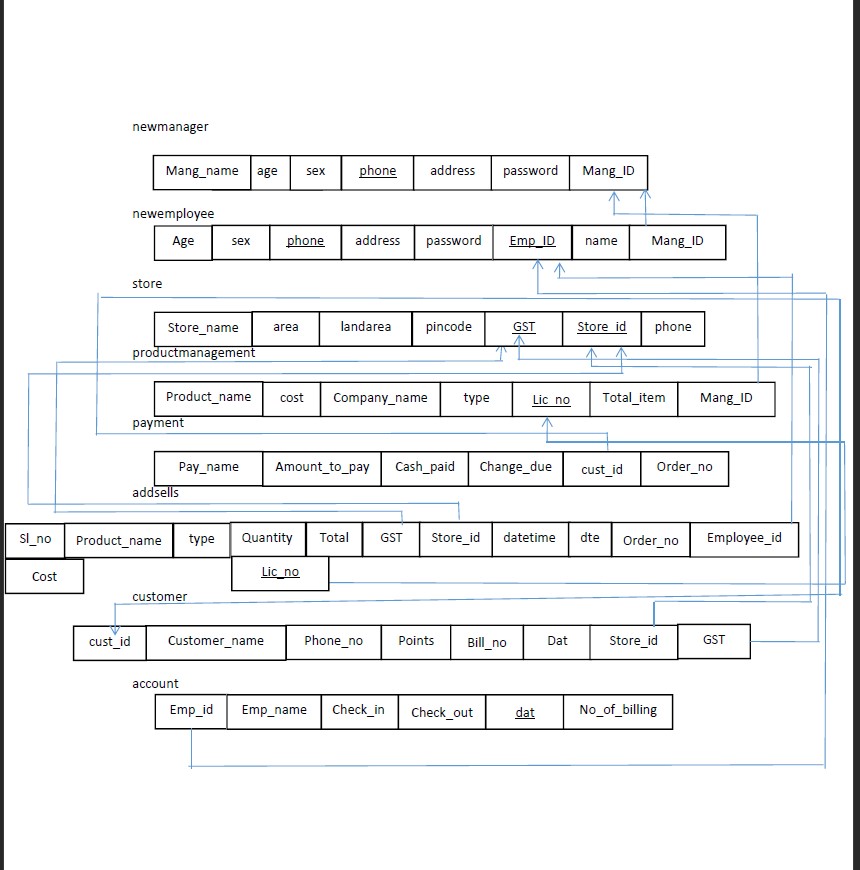 newmanager
Mang_name age sex phone address password Mang_ID
newemployee
Age sex phone address password Emp_ID name Mang_ID
store
Store_name area landarea pincode GST Store_id phone
productmanagement
Product_name cost Company_name type Lic_no Total_item Mang_ID
payment
Pay_name Amount_to_pay Cash_paid Change_due cust_id Order_no
addsells
Sl_no Product_name type Quantity Total GST Store_id datetime dte Order_no Employee_id
Cost Lic_no
customer
cust_id Customer_name Phone_no Points Bill_no Dat Store_id GST
account
Emp_id Emp_name Check_in Check_out dat No_of_billing